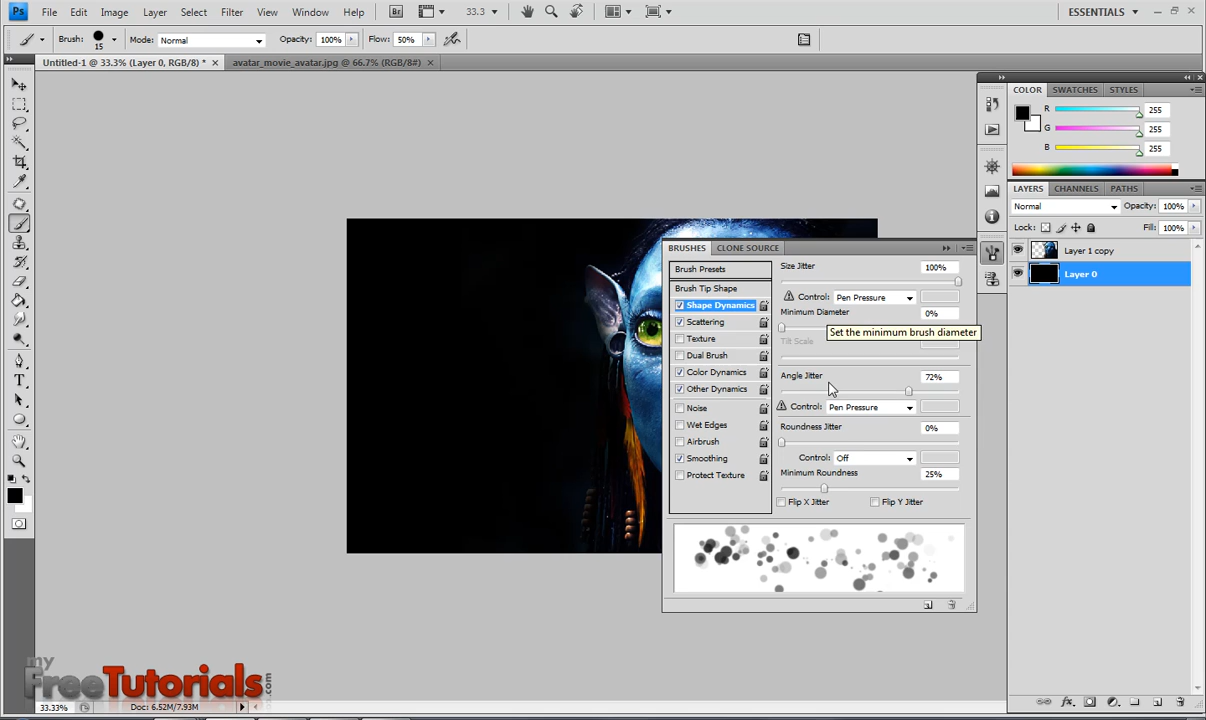 Ps File Edit Image Layer Select Filter View Window Help Br 33.3 ESSENTIALS
Brush: 15 Mode: Normal Opacity: 100% Flow: 50%
Untitled-1 @ 33.3% (Layer 0, RGB/8) * × avatar_movie_avatar.jpg @ 66.7% (RGB/8#) ×
COLOR SWATCHES STYLES
R 255
G 255
B 255
LAYERS CHANNELS PATHS
Normal Opacity: 100%
Lock: Fill: 100%
Layer 1 copy
Layer 0
BRUSHES CLONE SOURCE
Brush Presets
Brush Tip Shape
Shape Dynamics
Scattering
Texture
Dual Brush
Color Dynamics
Other Dynamics
Noise
Wet Edges
Airbrush
Smoothing
Protect Texture
Size Jitter 100%
Control: Pen Pressure
Minimum Diameter 0%
Set the minimum brush diameter
Tilt Scale
Angle Jitter 72%
Control: Pen Pressure
Roundness Jitter 0%
Control: Off
Minimum Roundness 25%
Flip X Jitter Flip Y Jitter
my
FreeTutorials.com
33.33% Doc: 6.52M/7.93M